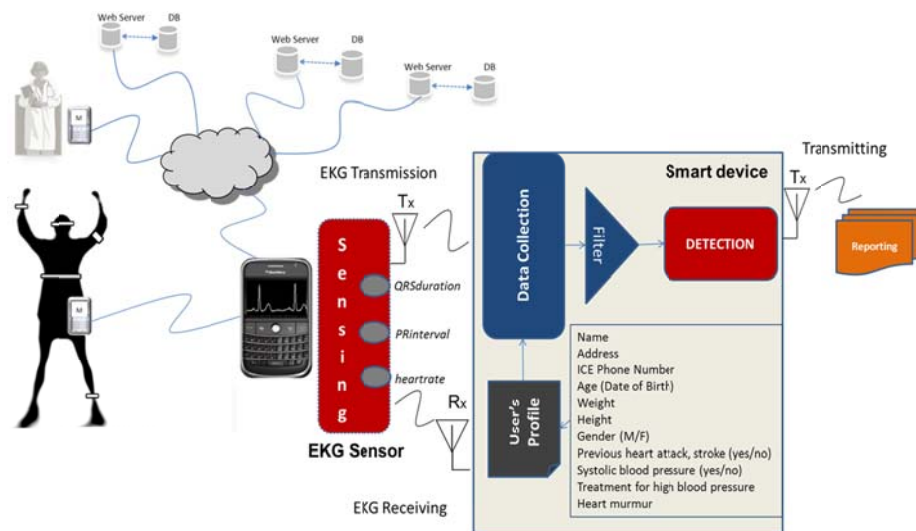 Web Server
DB
Web Server
DB
Web Server
DB
M
EKG Transmission
Smart device
Transmitting
Tx
Tx
Sensing
QRSduration
PRinterval
heartrate
Data Collection
Filter
DETECTION
Reporting
M
Name
Address
ICE Phone Number
Age (Date of Birth)
Weight
Height
Gender (M/F)
Previous heart attack, stroke (yes/no)
Systolic blood pressure (yes/no)
Treatment for high blood pressure
Heart murmur
User's
Profile
Rx
EKG Sensor
EKG Receiving